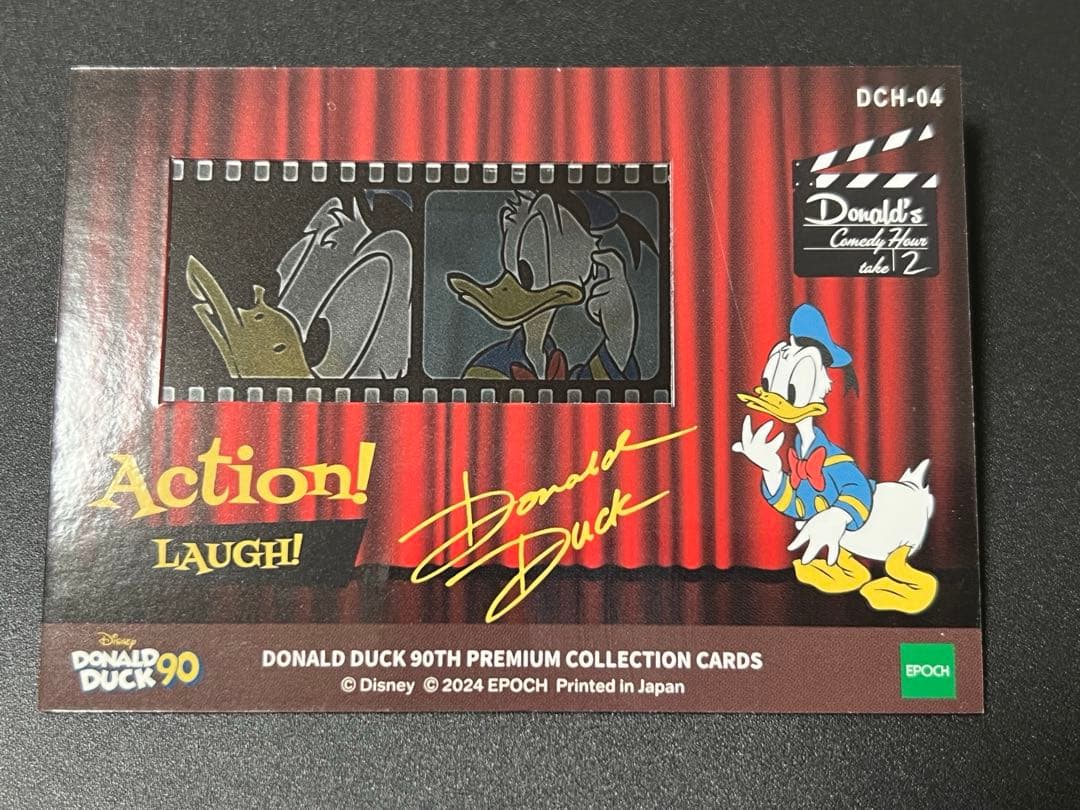 DCH-04
Donald's
Comedy Hour
take 2
Action!
LAUGH!
Donald
Duck
Disney
DONALD
DUCK 90
DONALD DUCK 90TH PREMIUM COLLECTION CARDS
© Disney © 2024 EPOCH Printed in Japan
EPOCH